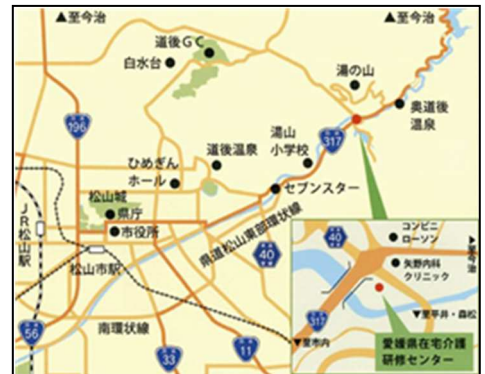 ▲至今治
▲至今治
道後GC
白水台
湯の山
奥道後
温泉
196
317
湯山
小学校
道後温泉
ひめぎん
ホール
セブンスター
松山城
県庁
市役所
JR松山駅
松山市駅
県道松山東部環状線
40
南環状線
56
33
11
40
コンビニ
ローソン
▲至今治
矢野内科
クリニック
▼至平井・森松
317
▼至市内
愛媛県在宅介護
研修センター